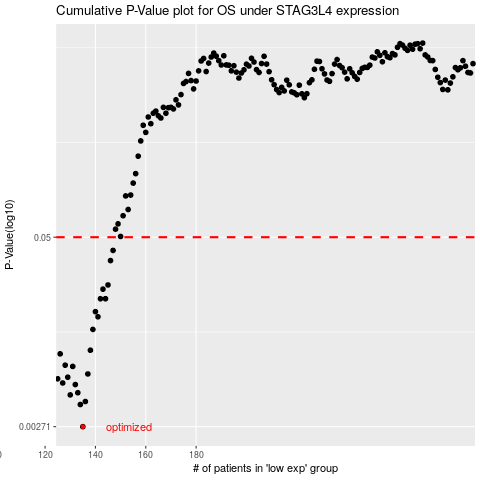 Cumulative P-Value plot for OS under STAG3L4 expression
P-Value(log10)
0.05
0.00271
optimized
0
120
140
160
180
# of patients in 'low exp' group